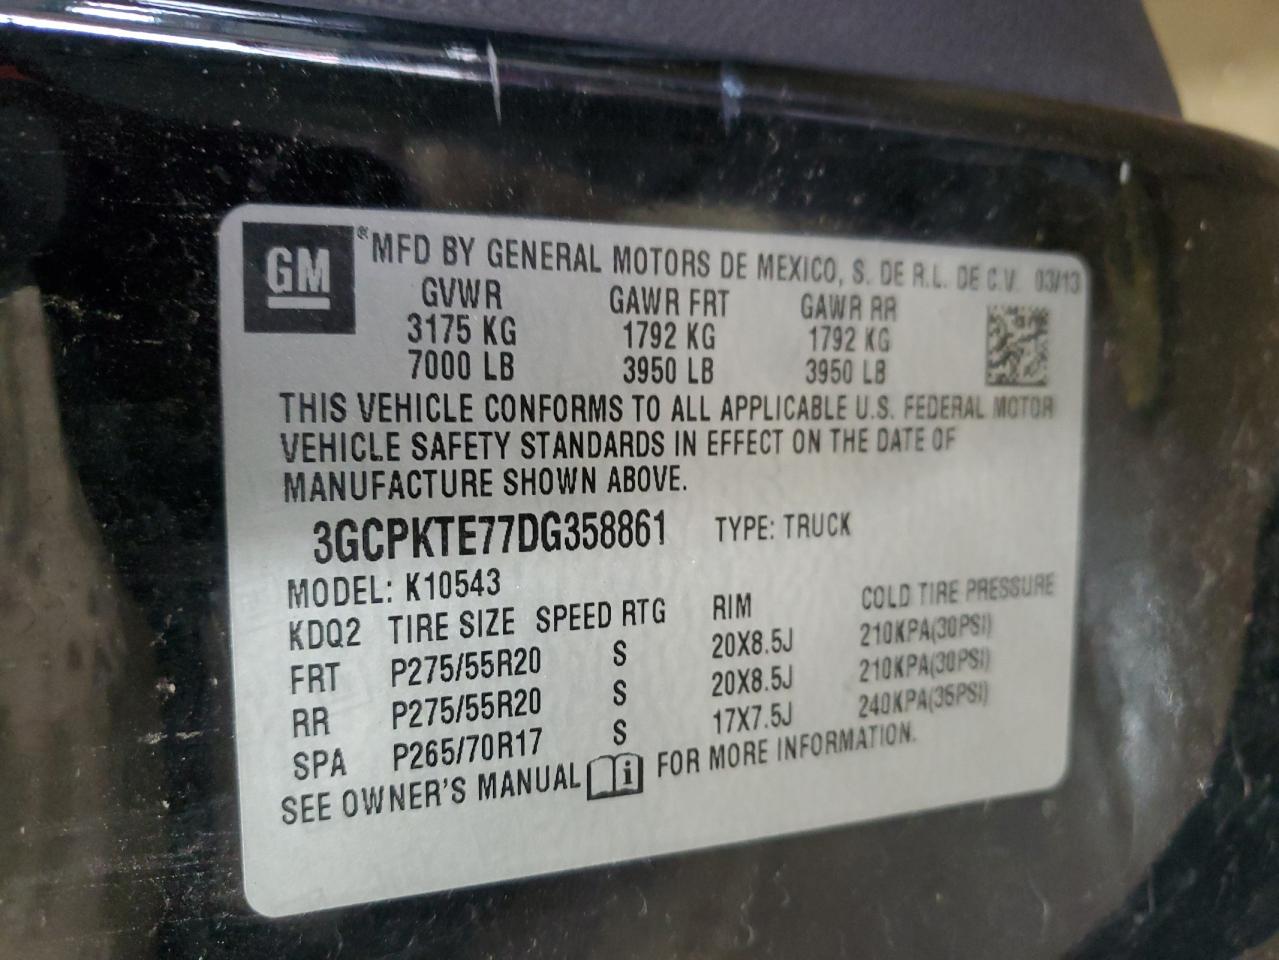 GM ® MFD BY GENERAL MOTORS DE MEXICO, S. DE R.L. DE C.V. 03/13
GVWR GAWR FRT GAWR RR
3175 KG 1792 KG 1792 KG
7000 LB 3950 LB 3950 LB
THIS VEHICLE CONFORMS TO ALL APPLICABLE U.S. FEDERAL MOTOR
VEHICLE SAFETY STANDARDS IN EFFECT ON THE DATE OF
MANUFACTURE SHOWN ABOVE.
3GCPKTE77DG358861 TYPE: TRUCK
MODEL: K10543
KDQ2 TIRE SIZE SPEED RTG RIM COLD TIRE PRESSURE
FRT P275/55R20 S 20X8.5J 210KPA(30PSI)
RR P275/55R20 S 20X8.5J 210KPA(30PSI)
SPA P265/70R17 S 17X7.5J 240KPA(35PSI)
SEE OWNER'S MANUAL i FOR MORE INFORMATION.